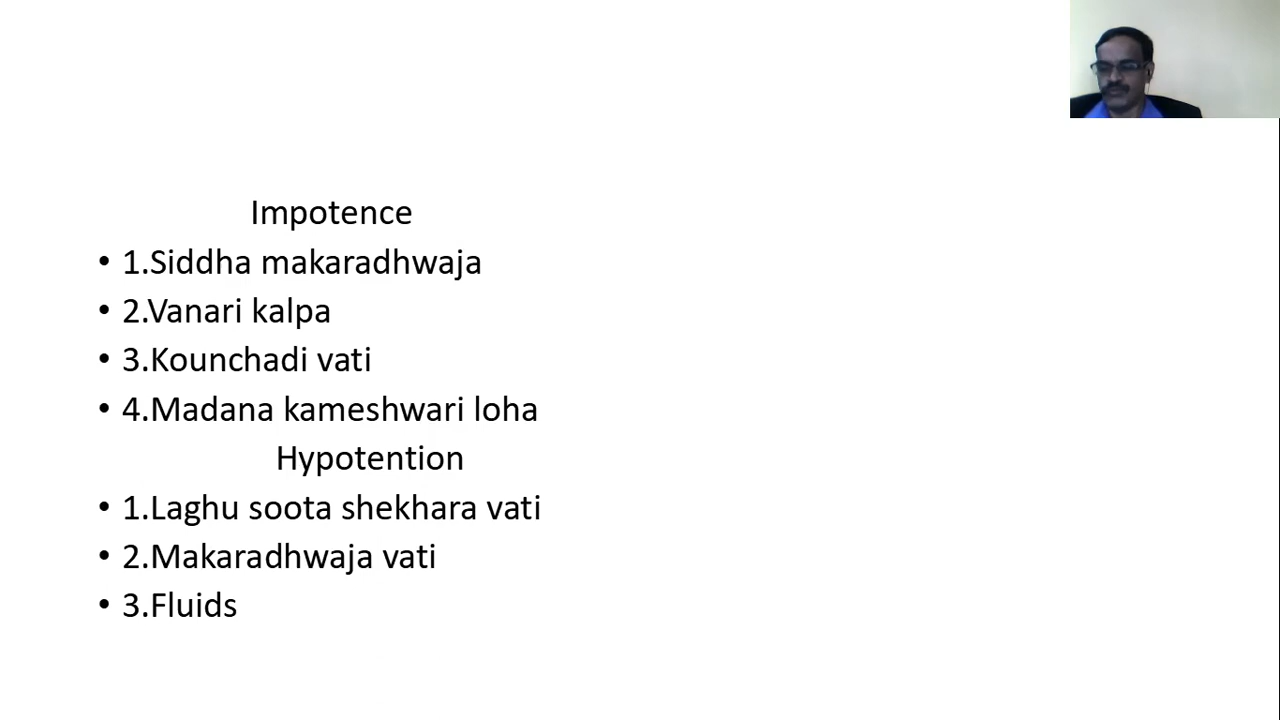 Impotence
• 1.Siddha makaradhwaja
• 2.Vanari kalpa
• 3.Kounchadi vati
• 4.Madana kameshwari loha
Hypotention
• 1.Laghu soota shekhara vati
• 2.Makaradhwaja vati
• 3.Fluids